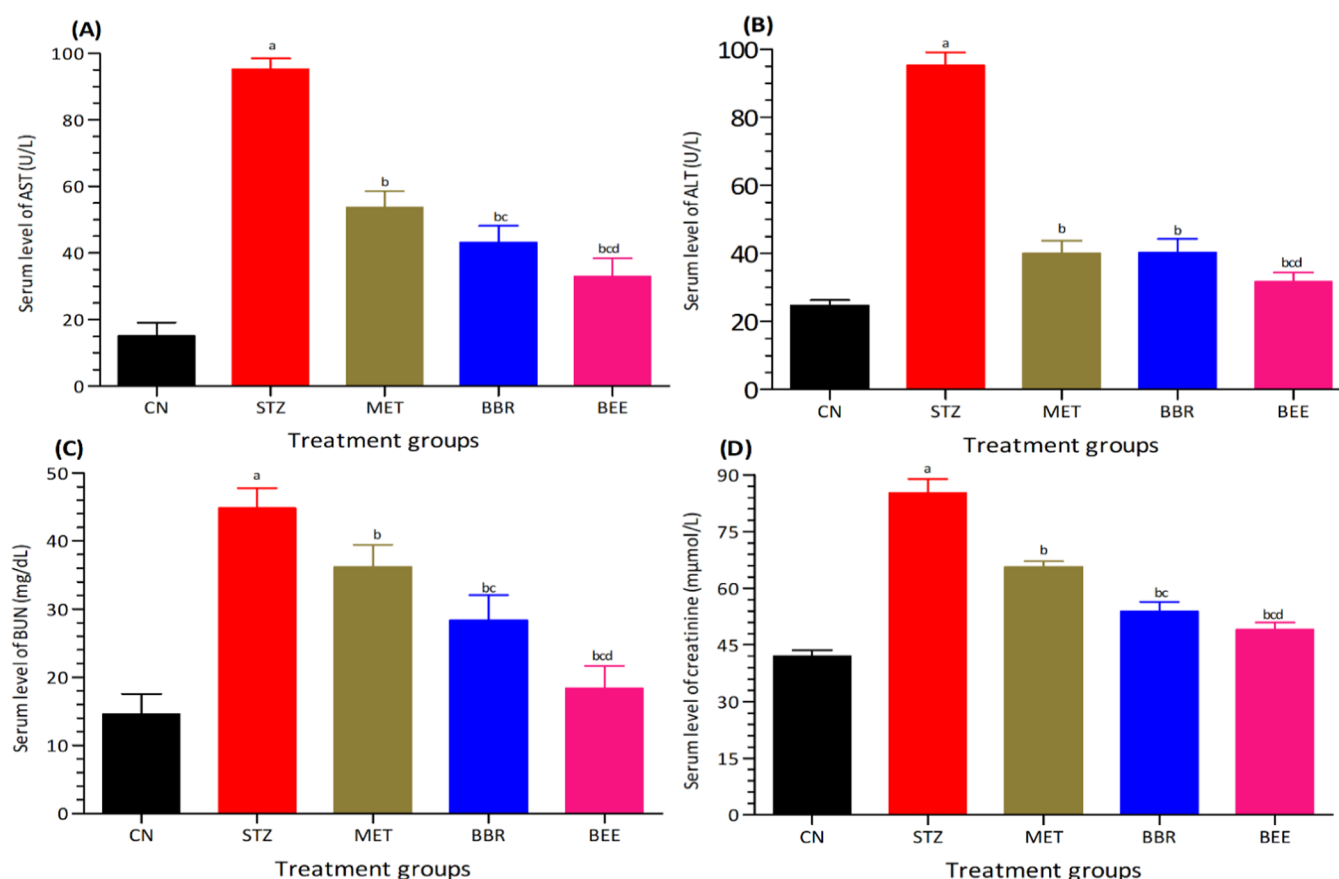 (A)
Serum level of AST (U/L)
100
80
60
40
20
0
a
b
bc
bcd
CN STZ MET BBR BEE
Treatment groups
(B)
Serum level of ALT (U/L)
100
80
60
40
20
0
a
b
b
bcd
CN STZ MET BBR BEE
Treatment groups
(C)
Serum level of BUN (mg/dL)
50
40
30
20
10
0
a
b
bc
bcd
CN STZ MET BBR BEE
Treatment groups
(D)
Serum level of creatinine (mµmol/L)
90
75
60
45
30
15
0
a
b
bc
bcd
CN STZ MET BBR BEE
Treatment groups